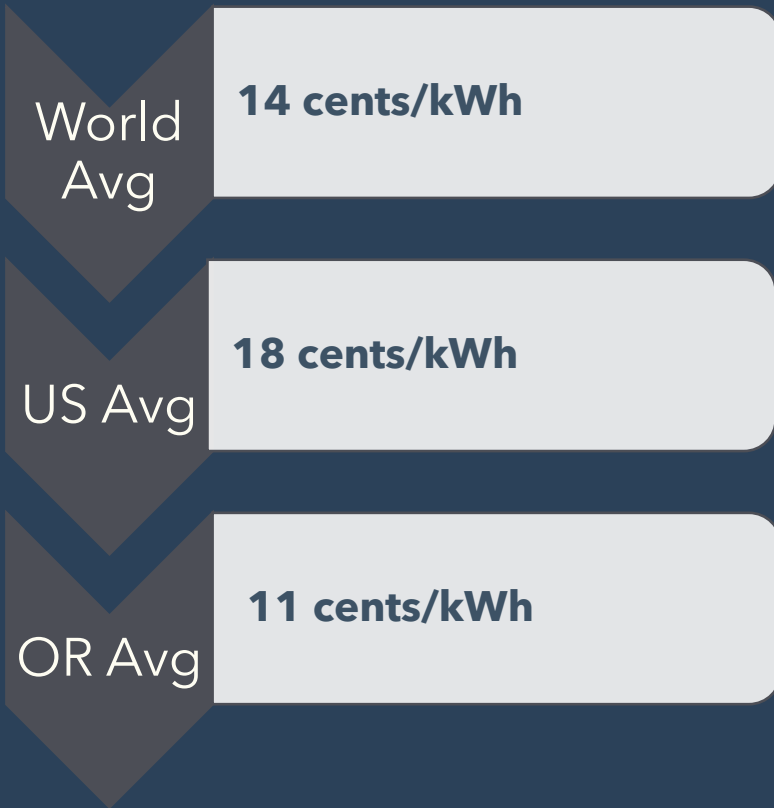 World
Avg
14 cents/kWh
US Avg
18 cents/kWh
OR Avg
11 cents/kWh